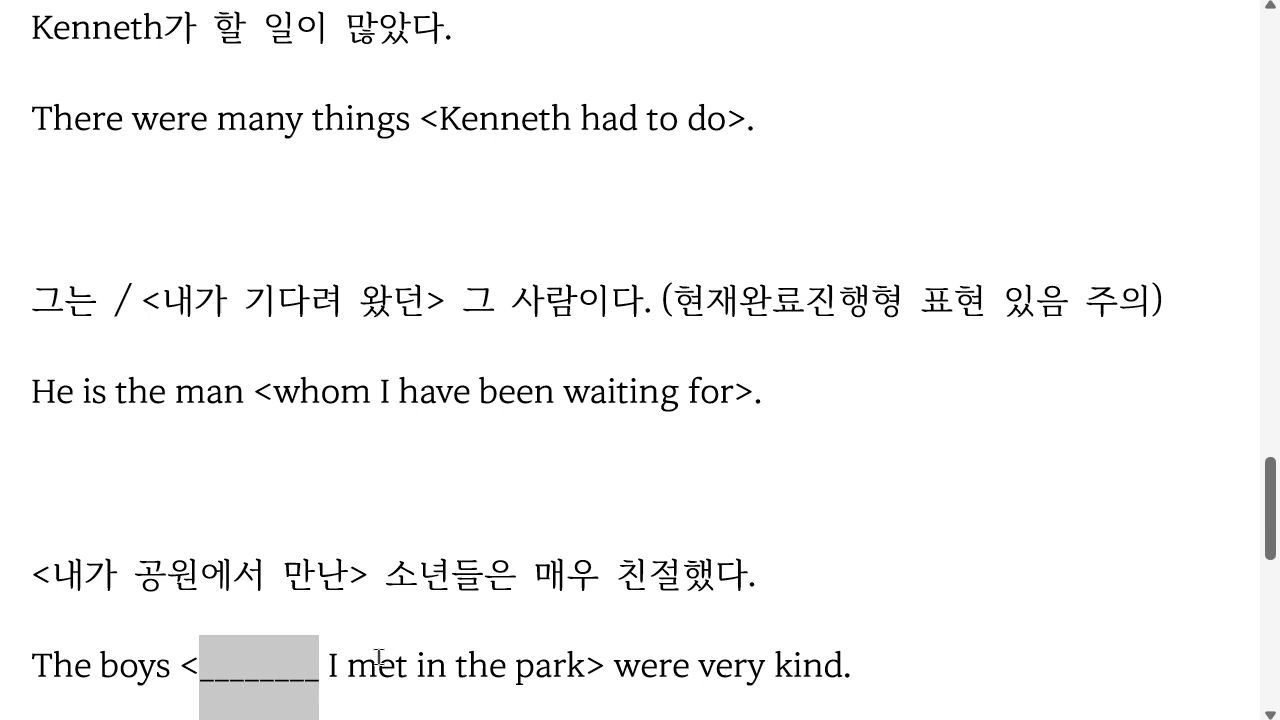 Kenneth가 할 일이 많았다.
There were many things <Kenneth had to do>.
그는 / <내가 기다려 왔던> 그 사람이다. (현재완료진행형 표현 있음 주의)
He is the man <whom I have been waiting for>.
<내가 공원에서 만난> 소년들은 매우 친절했다.
The boys <________ I met in the park> were very kind.